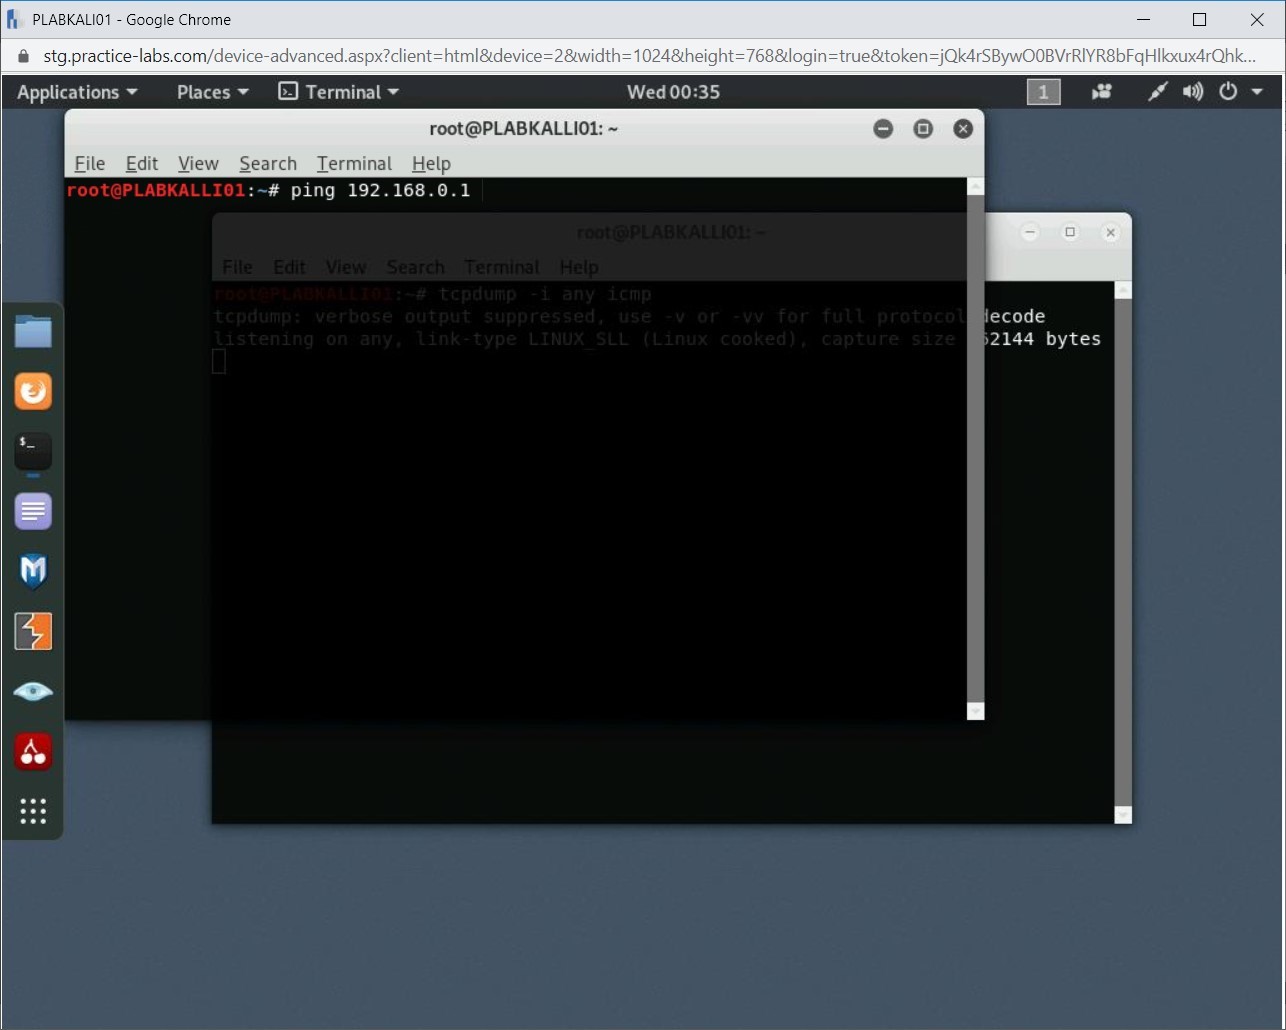 PLABKALI01 - Google Chrome
stg.practice-labs.com/device-advanced.aspx?client=html&device=2&width=1024&height=768&login=true&token=jQk4rSBywO0BVrRlYR8bFqHlkxux4rQhk...
Applications Places Terminal Wed 00:35 1
root@PLABKALLI01: ~
File Edit View Search Terminal Help
root@PLABKALLI01:~# ping 192.168.0.1
root@PLABKALLI01: ~
File Edit View Search Terminal Help
root@PLABKALLI01:~# tcpdump -i any icmp
tcpdump: verbose output suppressed, use -v or -vv for full protocol decode
listening on any, link-type LINUX_SLL (Linux cooked), capture size 262144 bytes
$_